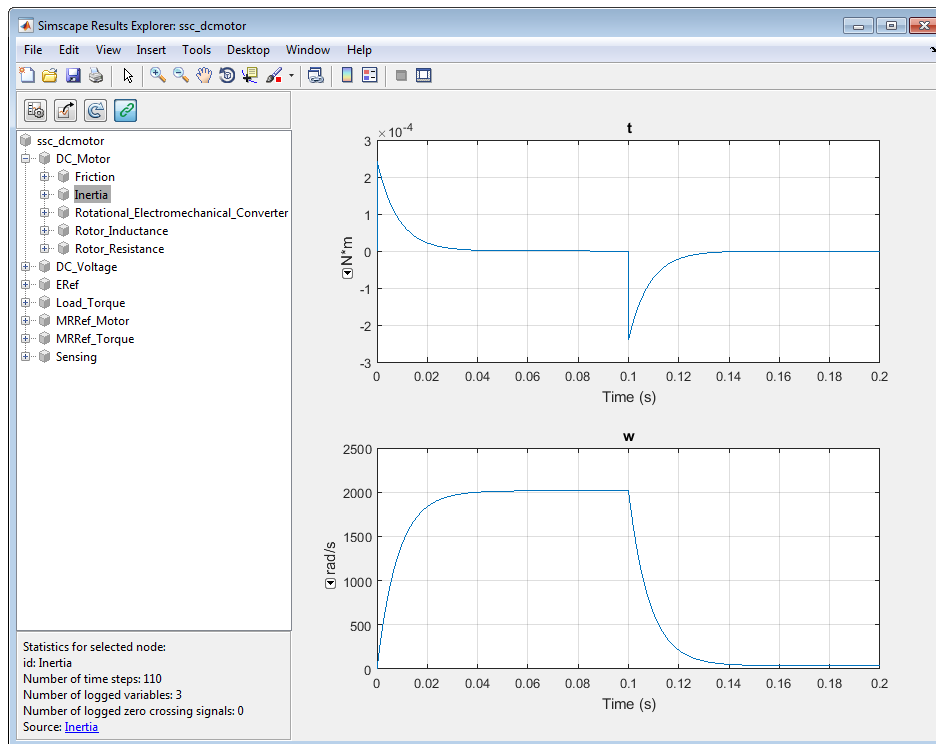 Simscape Results Explorer: ssc_dcmotor
File Edit View Insert Tools Desktop Window Help
ssc_dcmotor
DC_Motor
Friction
Inertia
Rotational_Electromechanical_Converter
Rotor_Inductance
Rotor_Resistance
DC_Voltage
ERef
Load_Torque
MRRef_Motor
MRRef_Torque
Sensing
Statistics for selected node:
id: Inertia
Number of time steps: 110
Number of logged variables: 3
Number of logged zero crossing signals: 0
Source: Inertia
t
×10⁻⁴
3
2
1
0
-1
-2
-3
N*m
0 0.02 0.04 0.06 0.08 0.1 0.12 0.14 0.16 0.18 0.2
Time (s)
w
2500
2000
1500
1000
500
0
rad/s
0 0.02 0.04 0.06 0.08 0.1 0.12 0.14 0.16 0.18 0.2
Time (s)